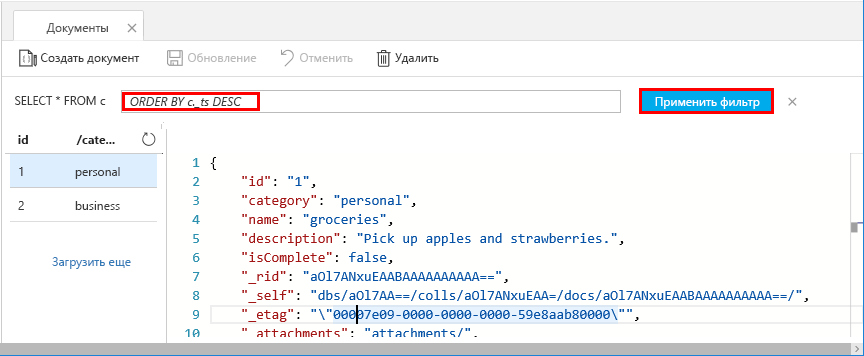 Документы
Создать документ Обновление Отменить Удалить
SELECT * FROM c ORDER BY c._ts DESC Применить фильтр
id /cate...
1 personal
2 business
Загрузить еще
1 {
2 "id": "1",
3 "category": "personal",
4 "name": "groceries",
5 "description": "Pick up apples and strawberries.",
6 "isComplete": false,
7 "_rid": "aOl7ANxuEAABAAAAAAAAAA==",
8 "_self": "dbs/aOl7AA==/colls/aOl7ANxuEAA=/docs/aOl7ANxuEAABAAAAAAAAAA==/",
9 "_etag": "\"00007e09-0000-0000-0000-59e8aab80000\"",
10 "_attachments": "attachments/",